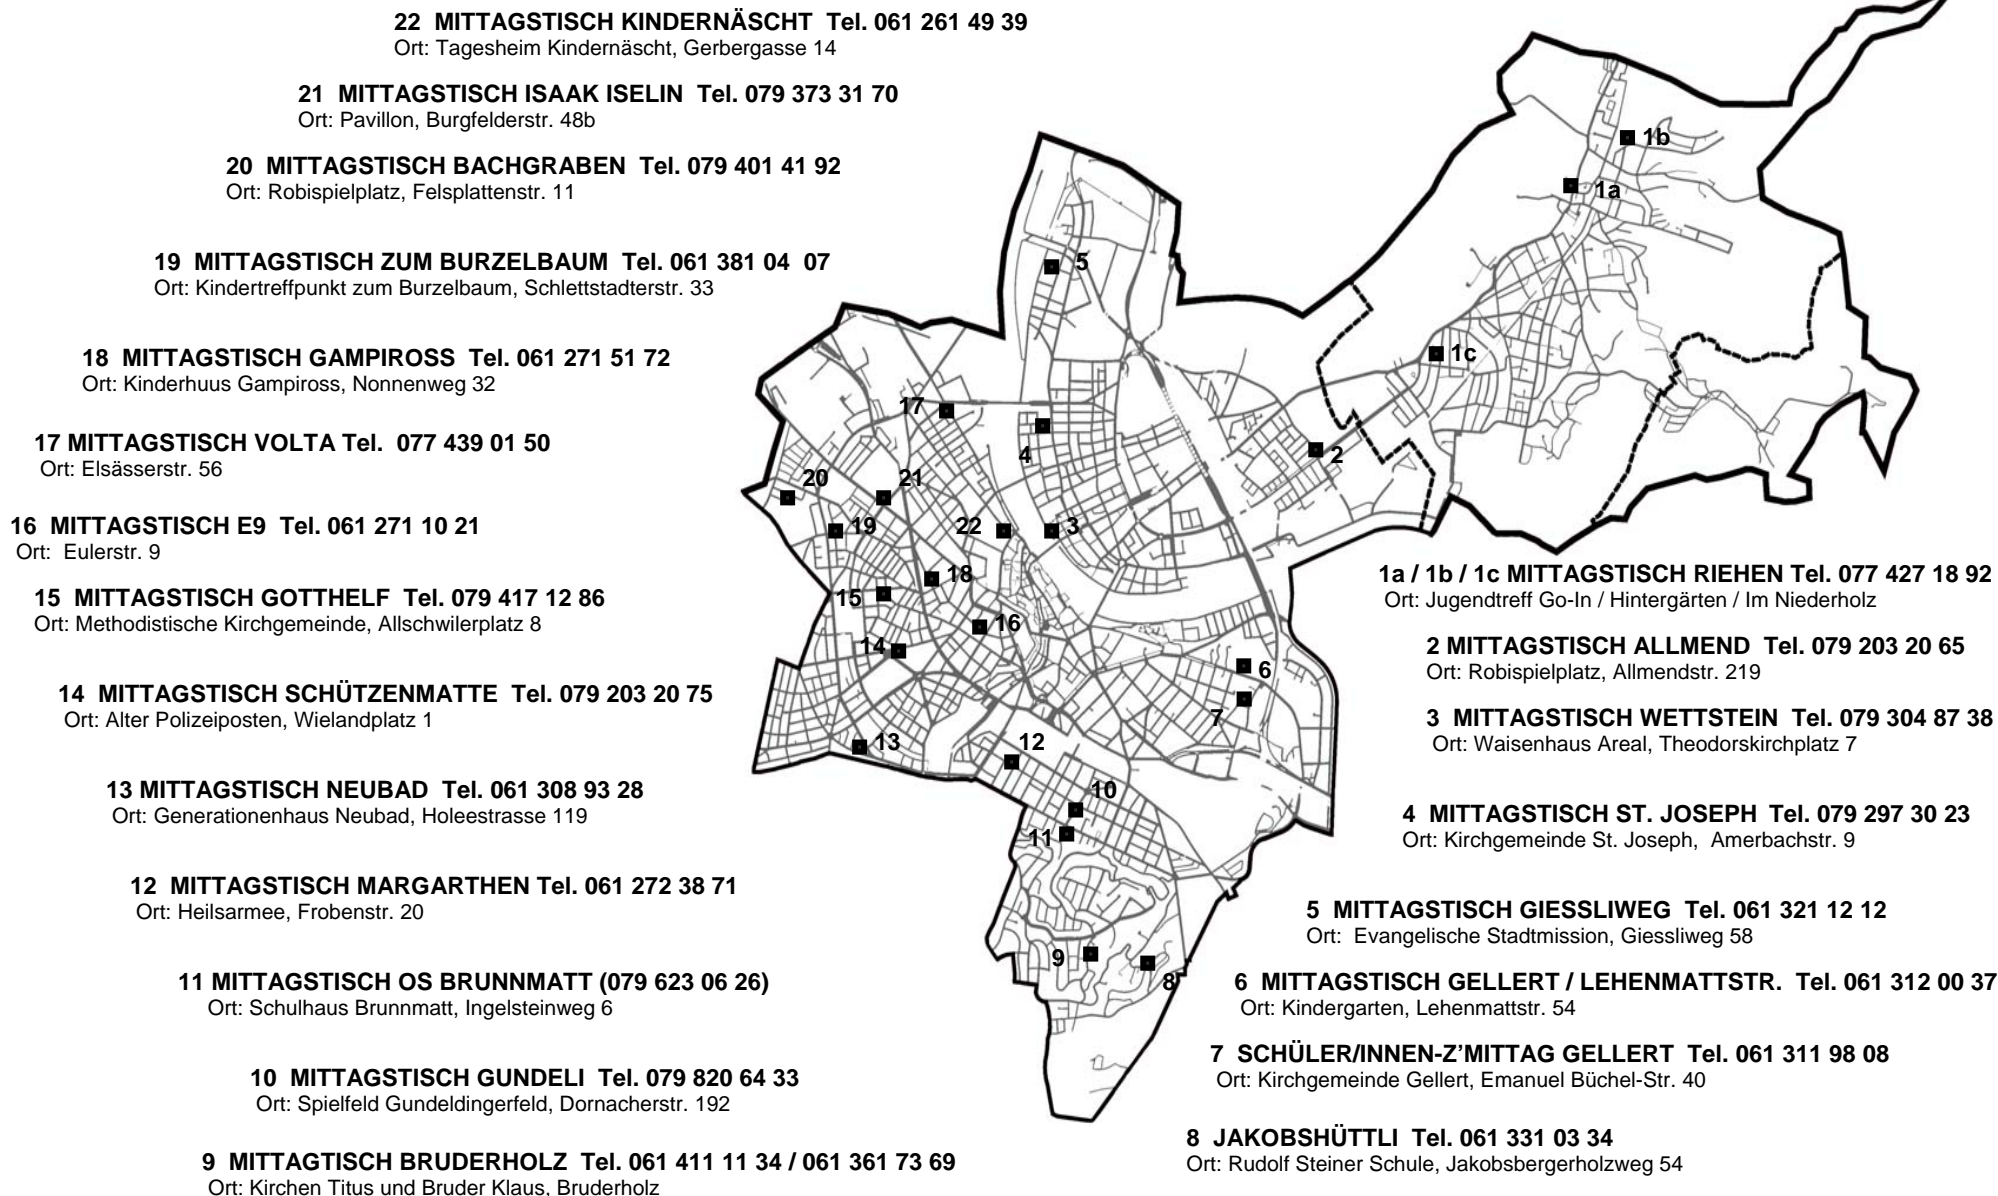 22 MITTAGSTISCH KINDERNÄSCHT Tel. 061 261 49 39
Ort: Tagesheim Kindernäscht, Gerbergasse 14
21 MITTAGSTISCH ISAAK ISELIN Tel. 079 373 31 70
Ort: Pavillon, Burgfelderstr. 48b
20 MITTAGSTISCH BACHGRABEN Tel. 079 401 41 92
Ort: Robispielplatz, Felsplattenstr. 11
19 MITTAGSTISCH ZUM BURZELBAUM Tel. 061 381 04 07
Ort: Kindertreffpunkt zum Burzelbaum, Schlettstadterstr. 33
18 MITTAGSTISCH GAMPIROSS Tel. 061 271 51 72
Ort: Kinderhuus Gampiross, Nonnenweg 32
17 MITTAGSTISCH VOLTA Tel. 077 439 01 50
Ort: Elsässerstr. 56
16 MITTAGSTISCH E9 Tel. 061 271 10 21
Ort: Eulerstr. 9
15 MITTAGSTISCH GOTTHELF Tel. 079 417 12 86
Ort: Methodistische Kirchgemeinde, Allschwilerplatz 8
14 MITTAGSTISCH SCHÜTZENMATTE Tel. 079 203 20 75
Ort: Alter Polizeiposten, Wielandplatz 1
13 MITTAGSTISCH NEUBAD Tel. 061 308 93 28
Ort: Generationenhaus Neubad, Holeestrasse 119
12 MITTAGSTISCH MARGARTHEN Tel. 061 272 38 71
Ort: Heilsarmee, Frobenstr. 20
11 MITTAGSTISCH OS BRUNNMATT (079 623 06 26)
Ort: Schulhaus Brunnmatt, Ingelsteinweg 6
10 MITTAGSTISCH GUNDELI Tel. 079 820 64 33
Ort: Spielfeld Gundeldingerfeld, Dornacherstr. 192
9 MITTAGTISCH BRUDERHOLZ Tel. 061 411 11 34 / 061 361 73 69
Ort: Kirchen Titus und Bruder Klaus, Bruderholz
1b
1a
5
1c
17
4
2
20
21
19
22
3
18
15
16
14
6
7
13
12
10
11
9
8
1a / 1b / 1c MITTAGSTISCH RIEHEN Tel. 077 427 18 92
Ort: Jugendtreff Go-In / Hintergärten / Im Niederholz
2 MITTAGSTISCH ALLMEND Tel. 079 203 20 65
Ort: Robispielplatz, Allmendstr. 219
3 MITTAGSTISCH WETTSTEIN Tel. 079 304 87 38
Ort: Waisenhaus Areal, Theodorskirchplatz 7
4 MITTAGSTISCH ST. JOSEPH Tel. 079 297 30 23
Ort: Kirchgemeinde St. Joseph, Amerbachstr. 9
5 MITTAGSTISCH GIESSLIWEG Tel. 061 321 12 12
Ort: Evangelische Stadtmission, Giessliweg 58
6 MITTAGSTISCH GELLERT / LEHENMATTSTR. Tel. 061 312 00 37
Ort: Kindergarten, Lehenmattstr. 54
7 SCHÜLER/INNEN-Z’MITTAG GELLERT Tel. 061 311 98 08
Ort: Kirchgemeinde Gellert, Emanuel Büchel-Str. 40
8 JAKOBSHÜTTLI Tel. 061 331 03 34
Ort: Rudolf Steiner Schule, Jakobsbergerholzweg 54